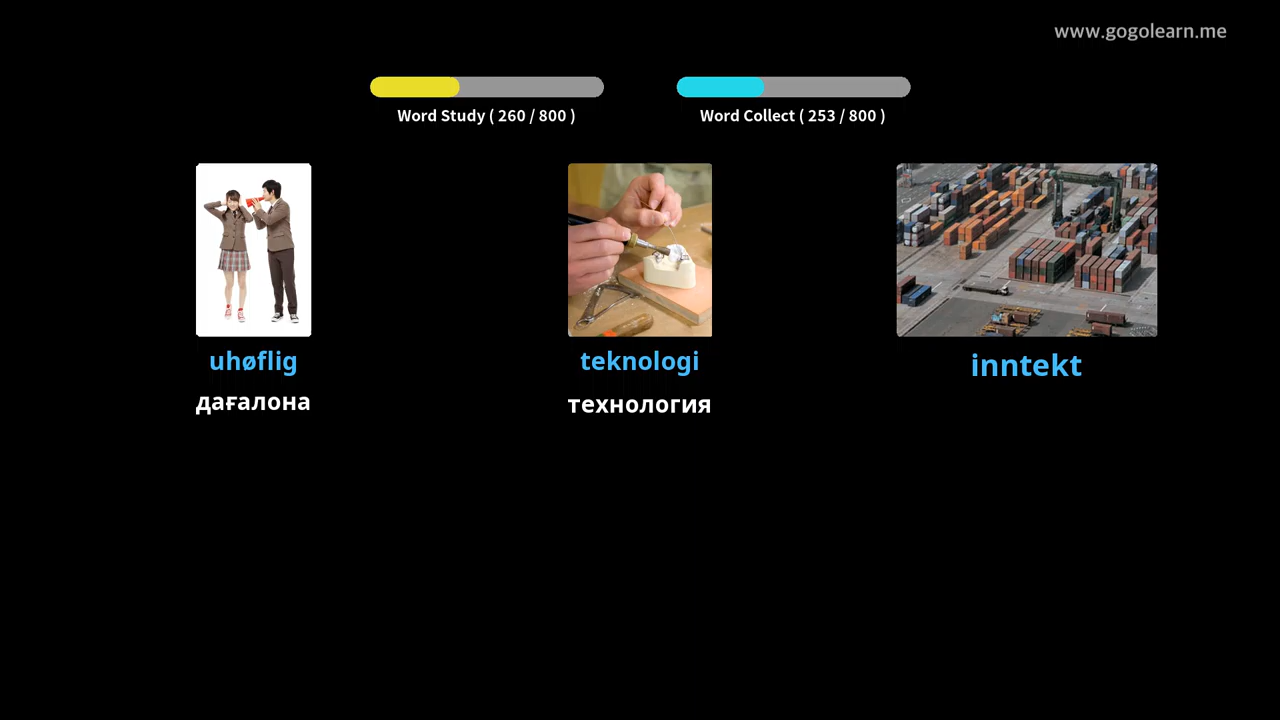 www.gogolearn.me
Word Study ( 260 / 800 )
Word Collect ( 253 / 800 )
uhøflig
teknologi
inntekt
дағалона
технология